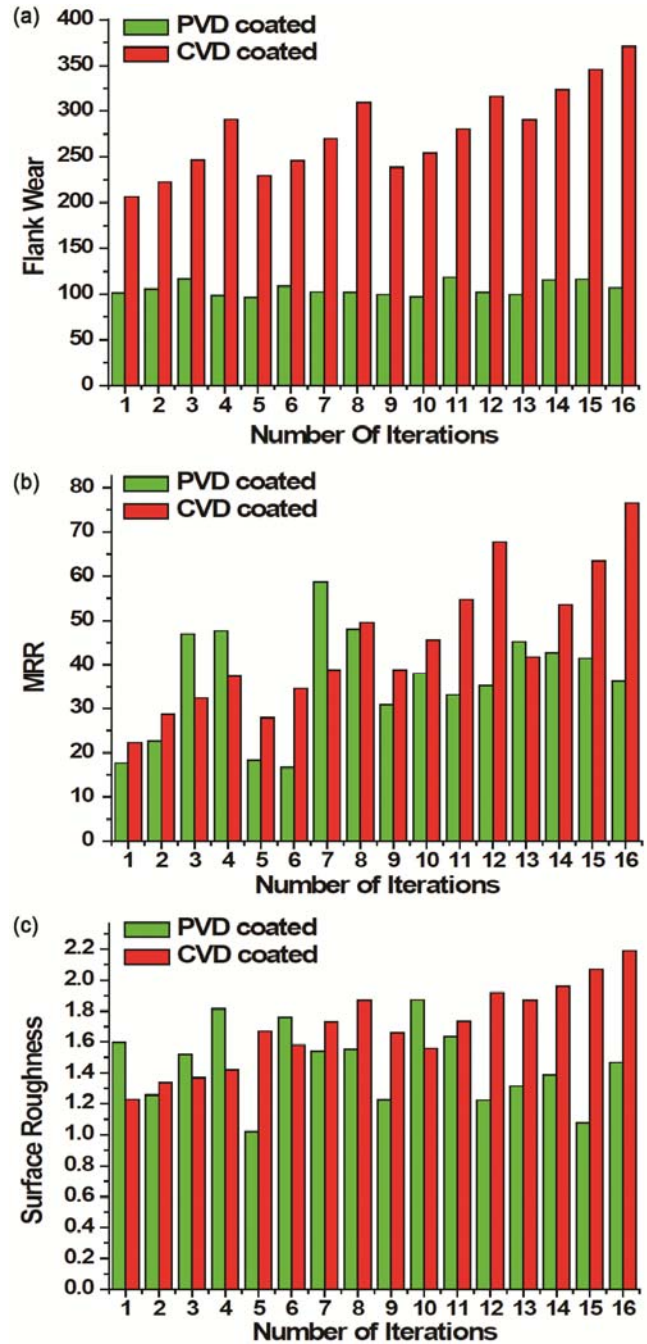 (a)
400
350
300
250
200
150
100
50
0
Flank Wear
PVD coated
CVD coated
1 2 3 4 5 6 7 8 9 10 11 12 13 14 15 16
Number Of Iterations
(b)
80
70
60
50
40
30
20
10
0
MRR
PVD coated
CVD coated
1 2 3 4 5 6 7 8 9 10 11 12 13 14 15 16
Number of Iterations
(c)
2.2
2.0
1.8
1.6
1.4
1.2
1.0
0.8
0.6
0.4
0.2
0.0
Surface Roughness
PVD coated
CVD coated
1 2 3 4 5 6 7 8 9 10 11 12 13 14 15 16
Number of Iterations